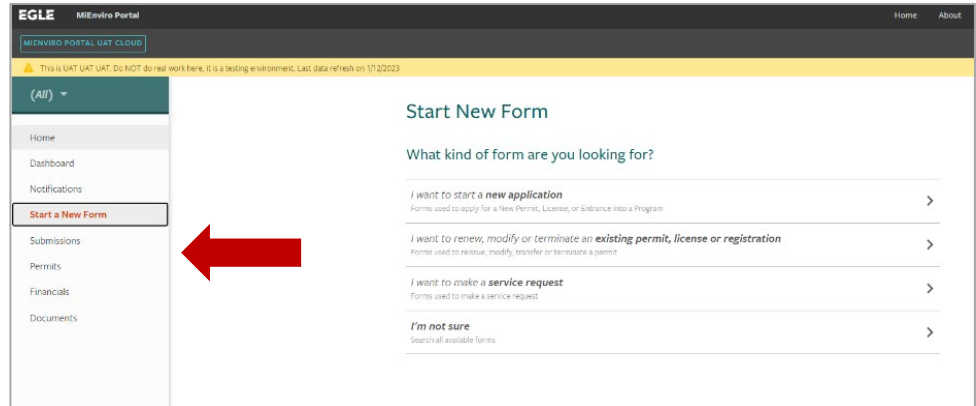 EGLE MiEnviro Portal Home About
MIENVIRO PORTAL UAT CLOUD
This is UAT UAT UAT. Do NOT do real work here, it is a testing environment. Last data refresh on 1/12/2023
(All)
Home
Dashboard
Notifications
Start a New Form
Submissions
Permits
Financials
Documents
Start New Form
What kind of form are you looking for?
I want to start a new application
Forms used to apply for a New Permit, License, or Entrance into a Program
I want to renew, modify or terminate an existing permit, license or registration
Forms used to reissue, modify, transfer or terminate a permit
I want to make a service request
Forms used to make a service request
I'm not sure
Search all available forms